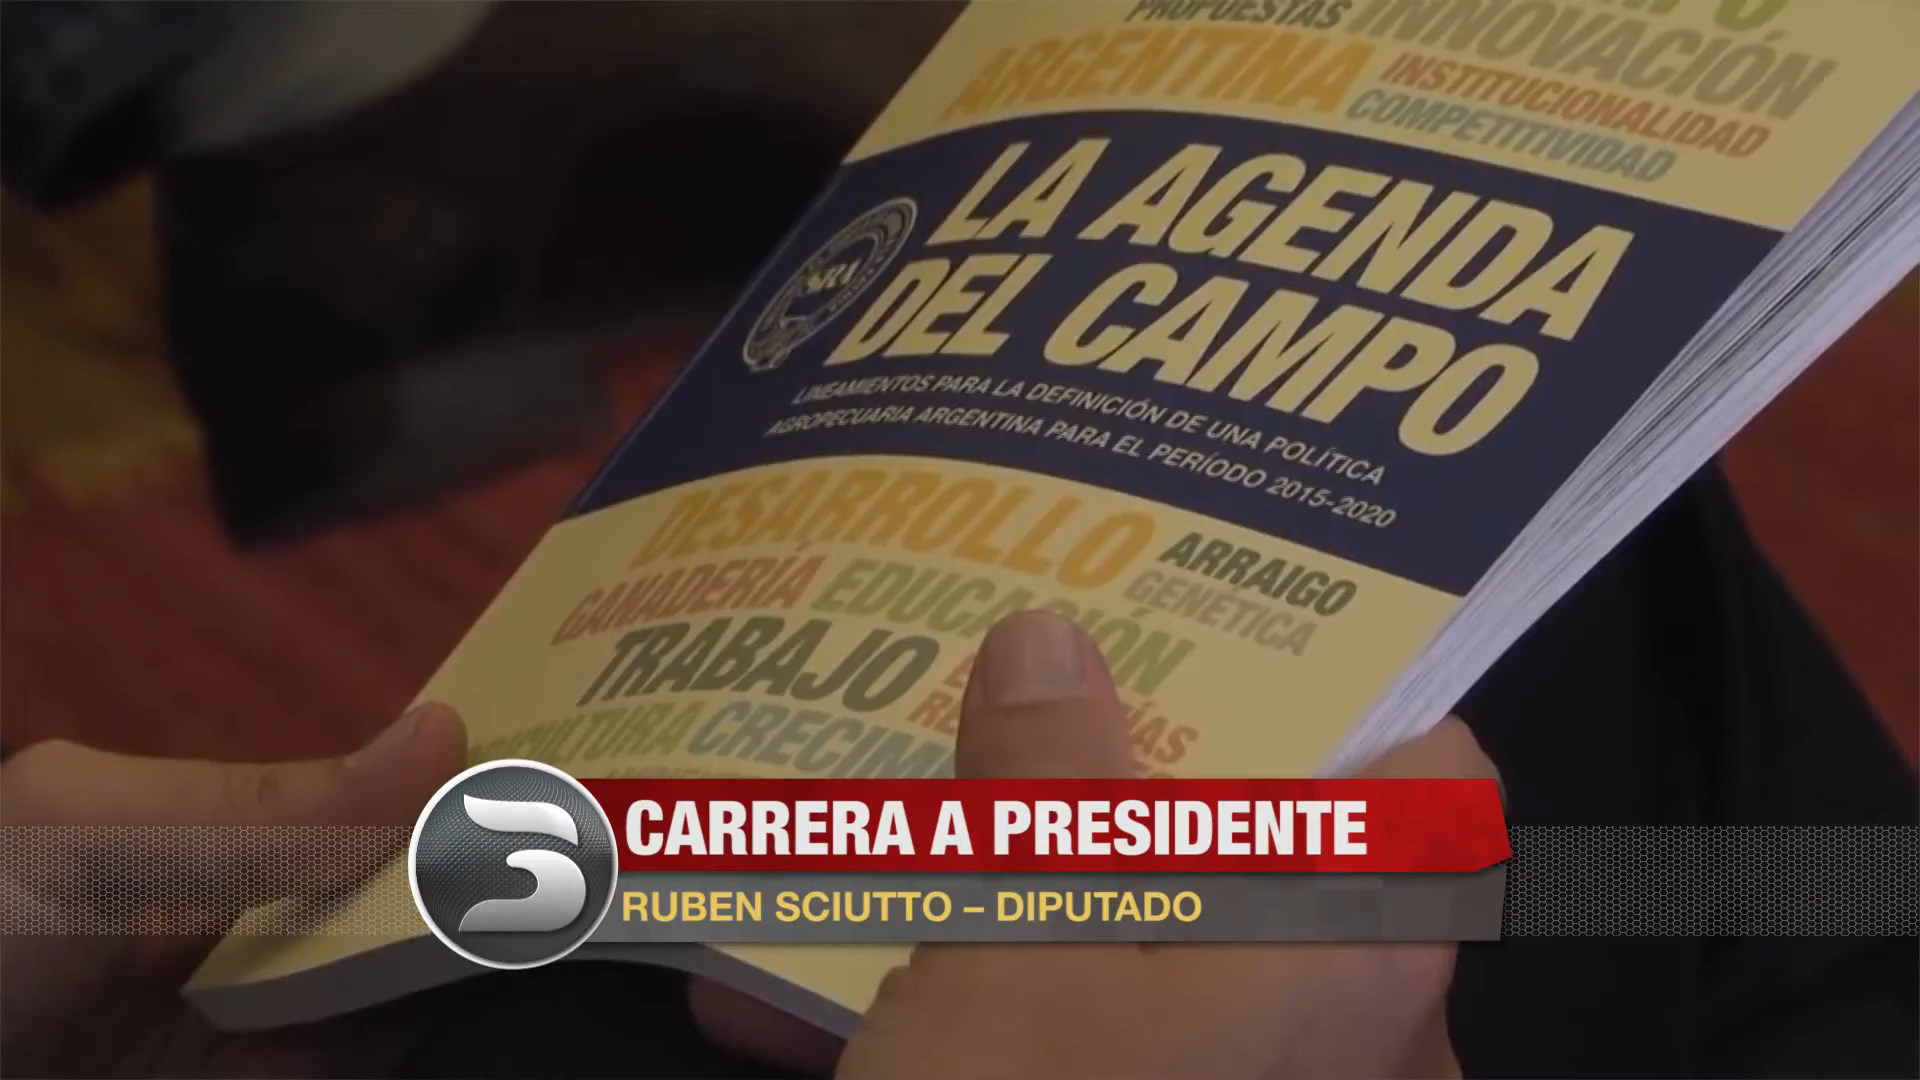 PROPUESTAS INNOVACIÓN
ARGENTINA INSTITUCIONALIDAD
COMPETITIVIDAD
LA AGENDA
DEL CAMPO
LINEAMIENTOS PARA LA DEFINICIÓN DE UNA POLÍTICA
AGROPECUARIA ARGENTINA PARA EL PERÍODO 2015-2020
DESARROLLO ARRAIGO
GANADERÍA EDUCACIÓN GENÉTICA
TRABAJO
CARRERA A PRESIDENTE
RUBEN SCIUTTO – DIPUTADO